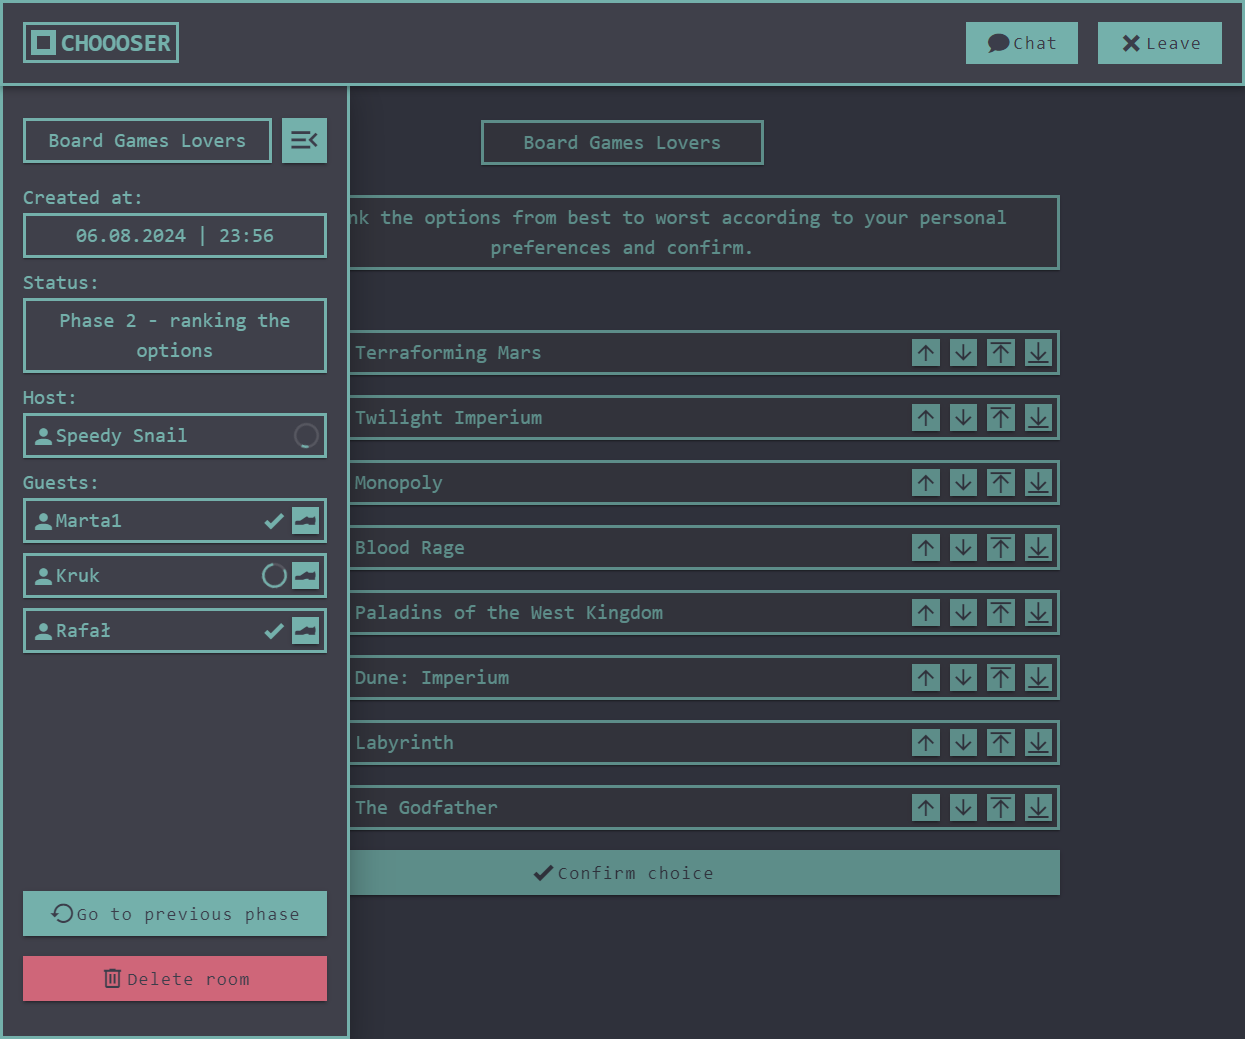 CHOOOSER
Chat
Leave
Board Games Lovers
Created at:
06.08.2024 | 23:56
Status:
Phase 2 - ranking the
options
Host:
Speedy Snail
Guests:
Marta1
Kruk
Rafał
Go to previous phase
Delete room
Board Games Lovers
nk the options from best to worst according to your personal
preferences and confirm.
Terraforming Mars
Twilight Imperium
Monopoly
Blood Rage
Paladins of the West Kingdom
Dune: Imperium
Labyrinth
The Godfather
Confirm choice